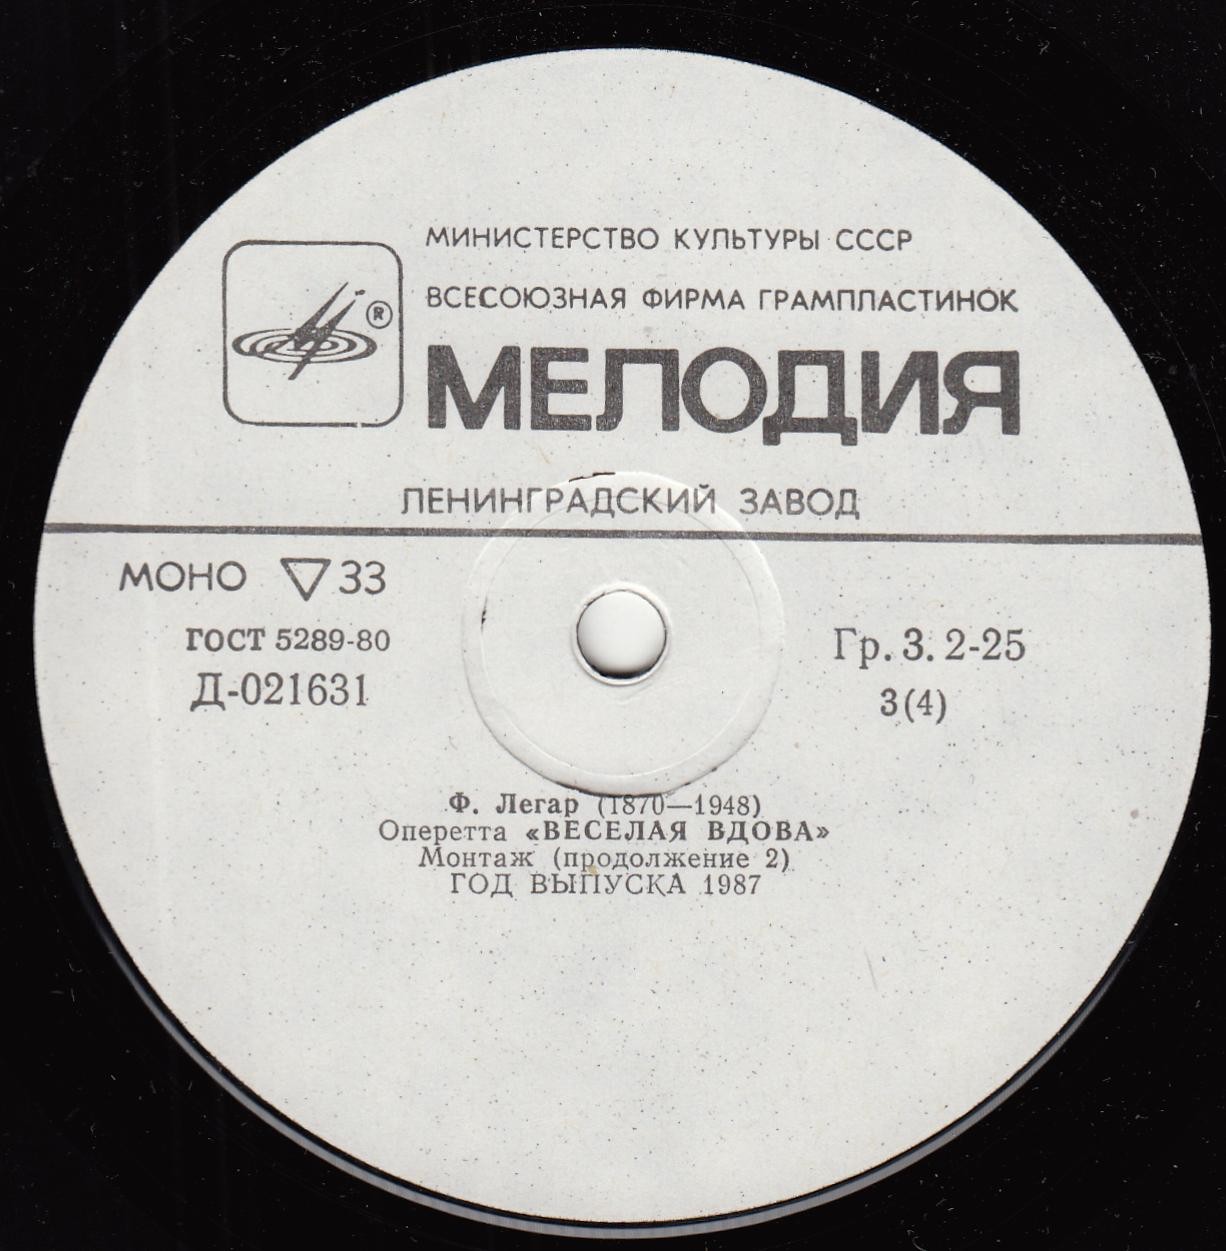 МИНИСТЕРСТВО КУЛЬТУРЫ СССР
ВСЕСОЮЗНАЯ ФИРМА ГРАМПЛАСТИНОК
®
МЕЛОДИЯ
ЛЕНИНГРАДСКИЙ ЗАВОД
МОНО ▽33
ГОСТ 5289-80
Д-021631
Гр. 3. 2-25
3(4)
Ф. Легар (1870—1948)
Оперетта «ВЕСЕЛАЯ ВДОВА»
Монтаж (продолжение 2)
ГОД ВЫПУСКА 1987